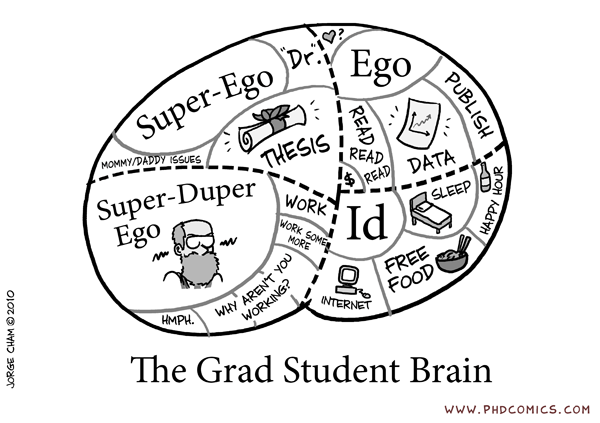 Super-Ego
"Dr."
?
Ego
PUBLISH
MOMMY/DADDY ISSUES
THESIS
READ
READ
READ
$
DATA
Super-Duper
Ego
WORK
WORK SOME
MORE
WHY AREN'T YOU
WORKING?
HMPH.
Id
SLEEP
HAPPY HOUR
FREE
FOOD
INTERNET
The Grad Student Brain
JORGE CHAM © 2010
WWW.PHDCOMICS.COM